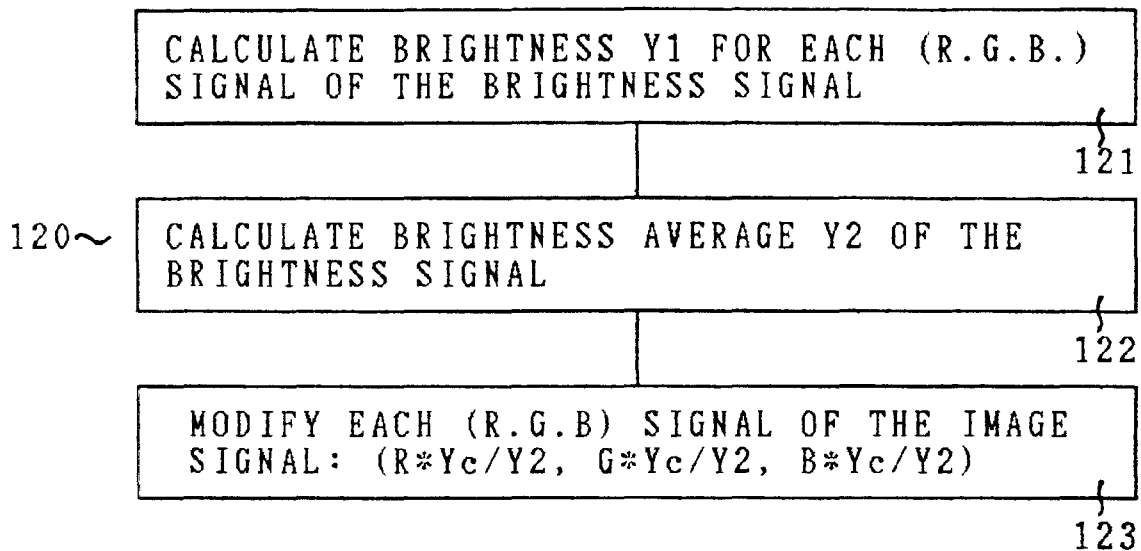 CALCULATE BRIGHTNESS Y1 FOR EACH (R.G.B.)
SIGNAL OF THE BRIGHTNESS SIGNAL
121
120~
CALCULATE BRIGHTNESS AVERAGE Y2 OF THE
BRIGHTNESS SIGNAL
122
MODIFY EACH (R.G.B) SIGNAL OF THE IMAGE
SIGNAL: (R*Yc/Y2, G*Yc/Y2, B*Yc/Y2)
123